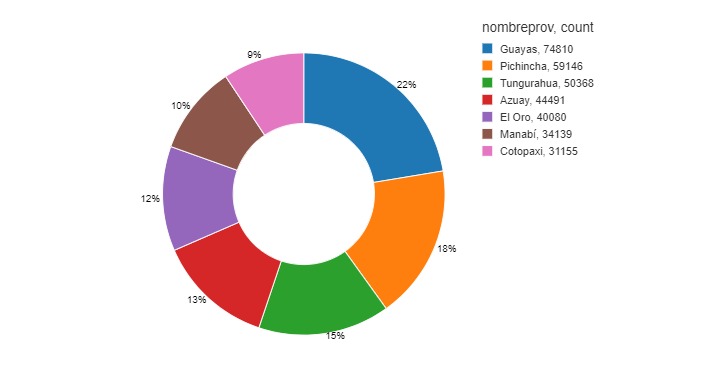 nombreprov, count
Guayas, 74810
Pichincha, 59146
Tungurahua, 50368
Azuay, 44491
El Oro, 40080
Manabí, 34139
Cotopaxi, 31155
22%
18%
15%
13%
12%
10%
9%